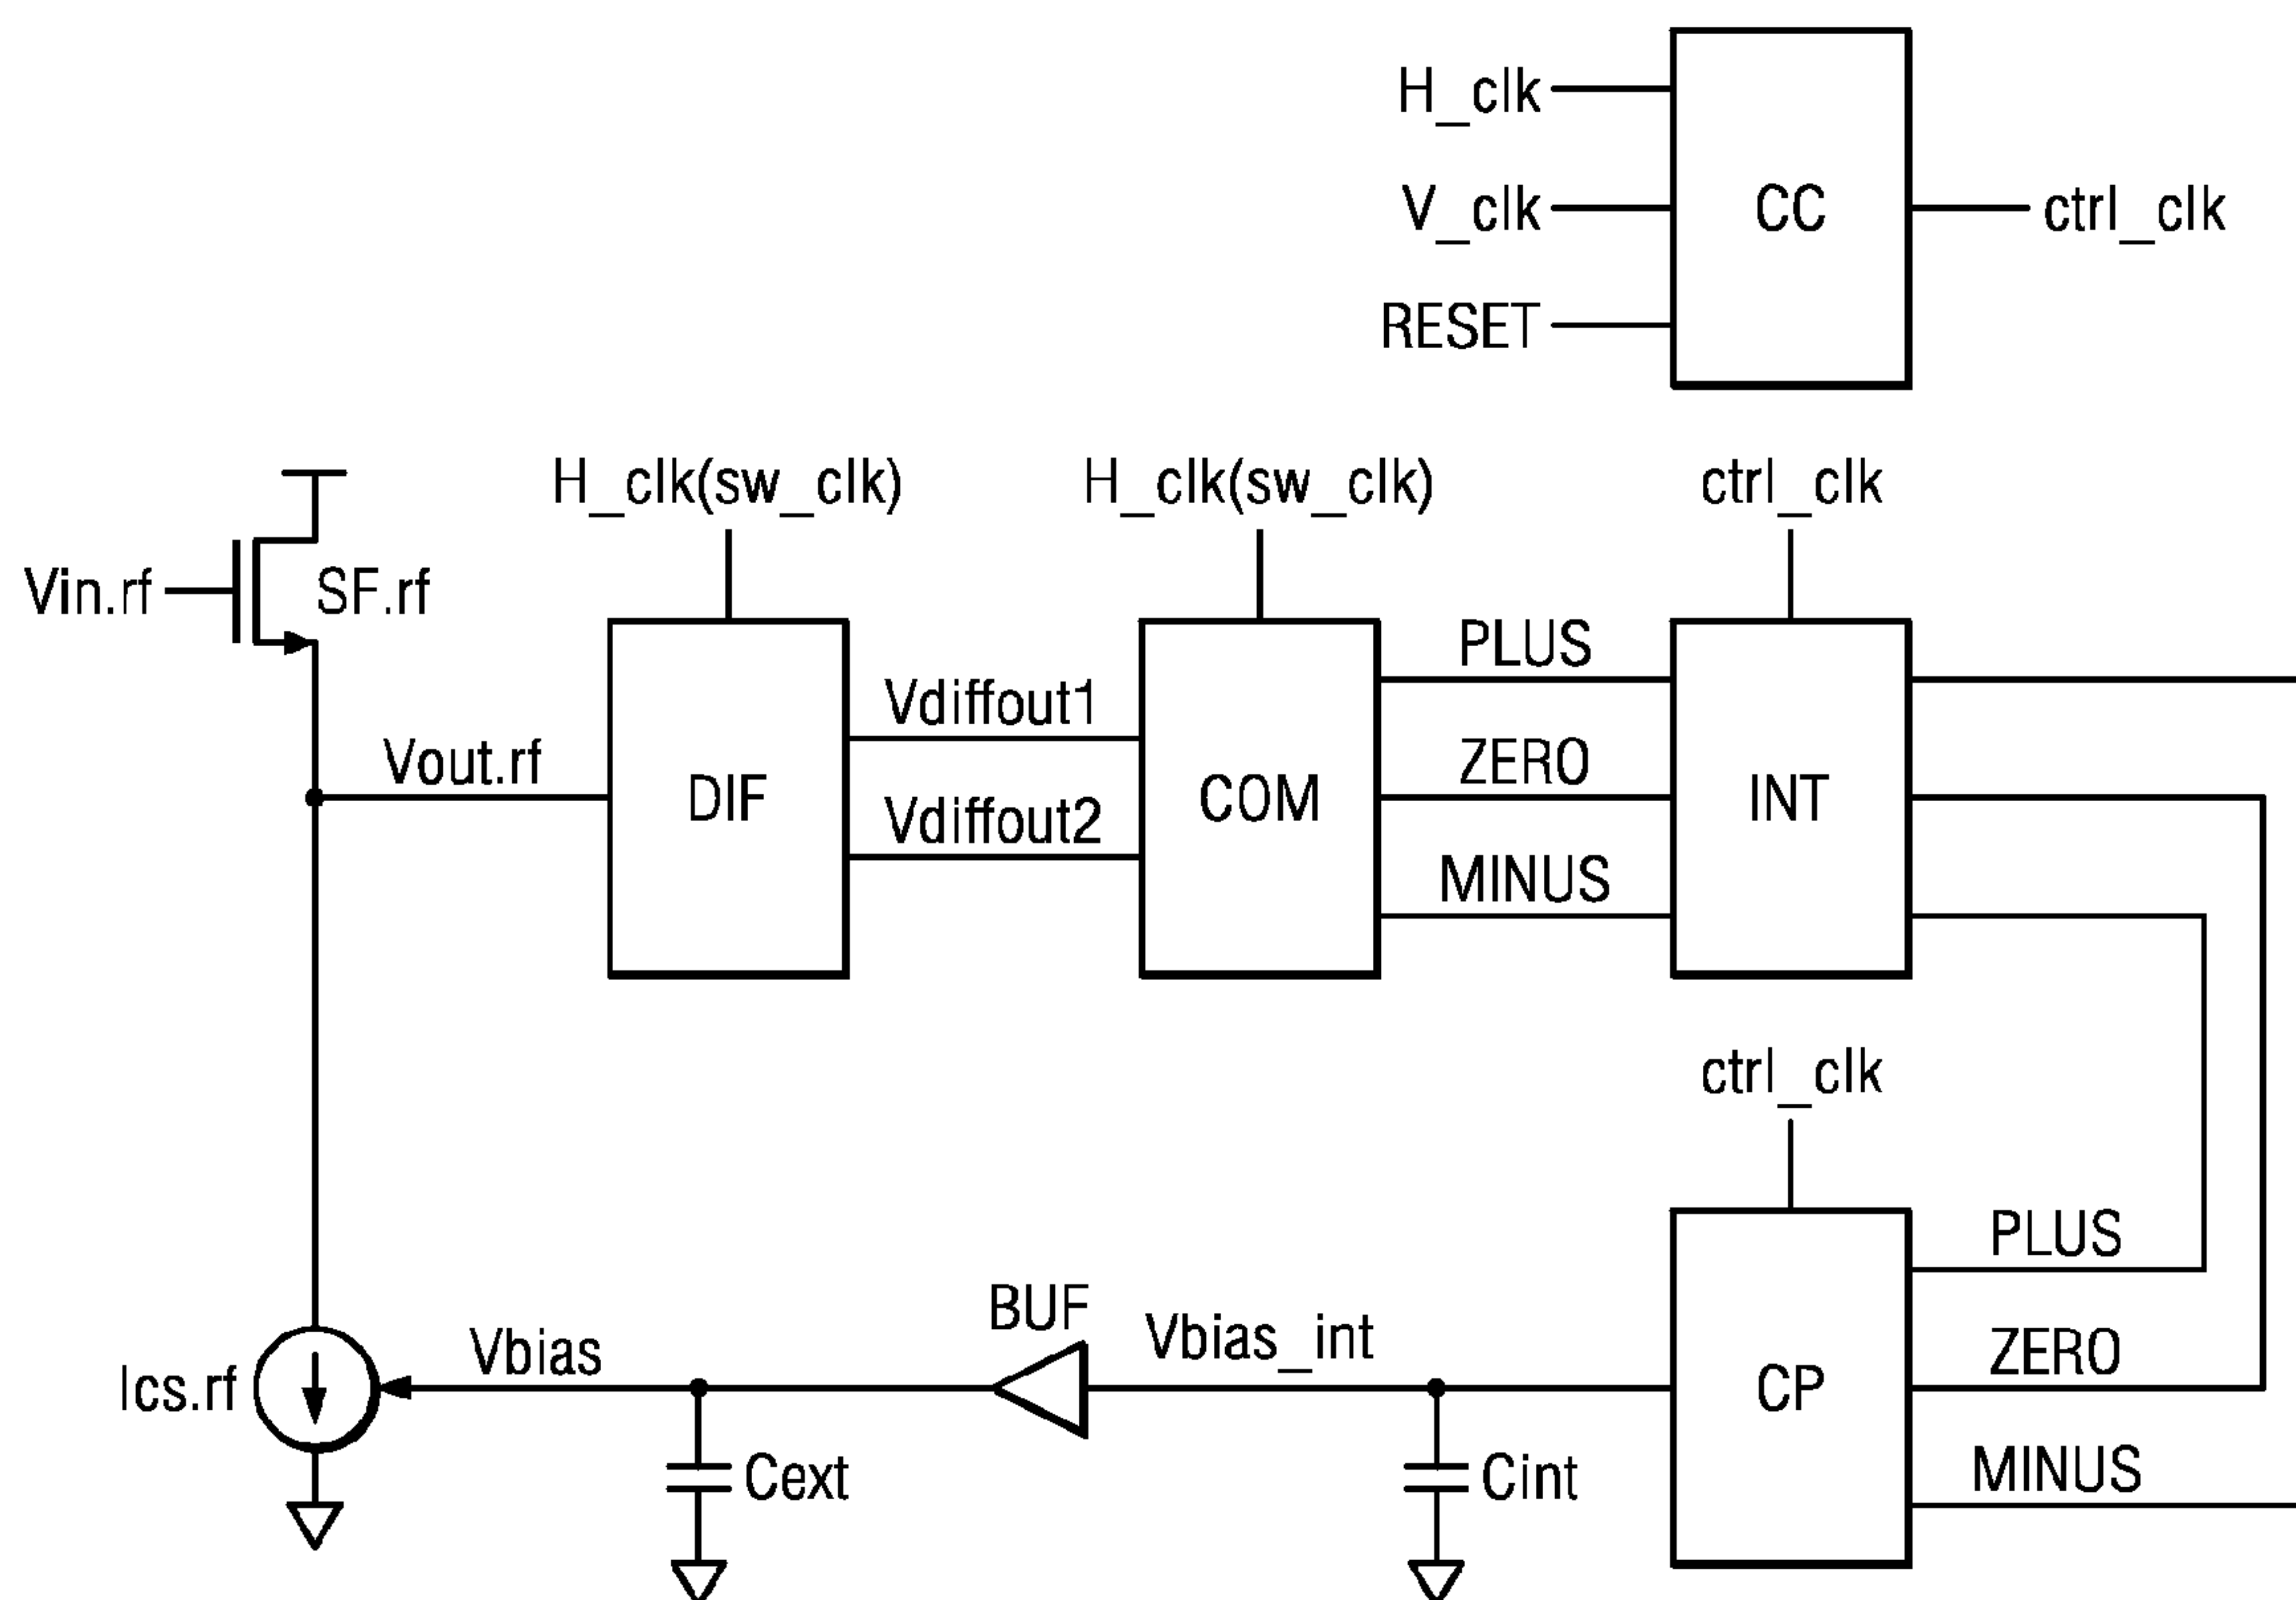 H_clk
V_clk
CC
ctrl_clk
RESET
H_clk(sw_clk)
H_clk(sw_clk)
ctrl_clk
Vin.rf
SF.rf
PLUS
Vdiffout1
Vout.rf
DIF
COM
ZERO
INT
Vdiffout2
MINUS
ctrl_clk
PLUS
BUF
Vbias
Vbias_int
ZERO
Ics.rf
CP
Cext
Cint
MINUS